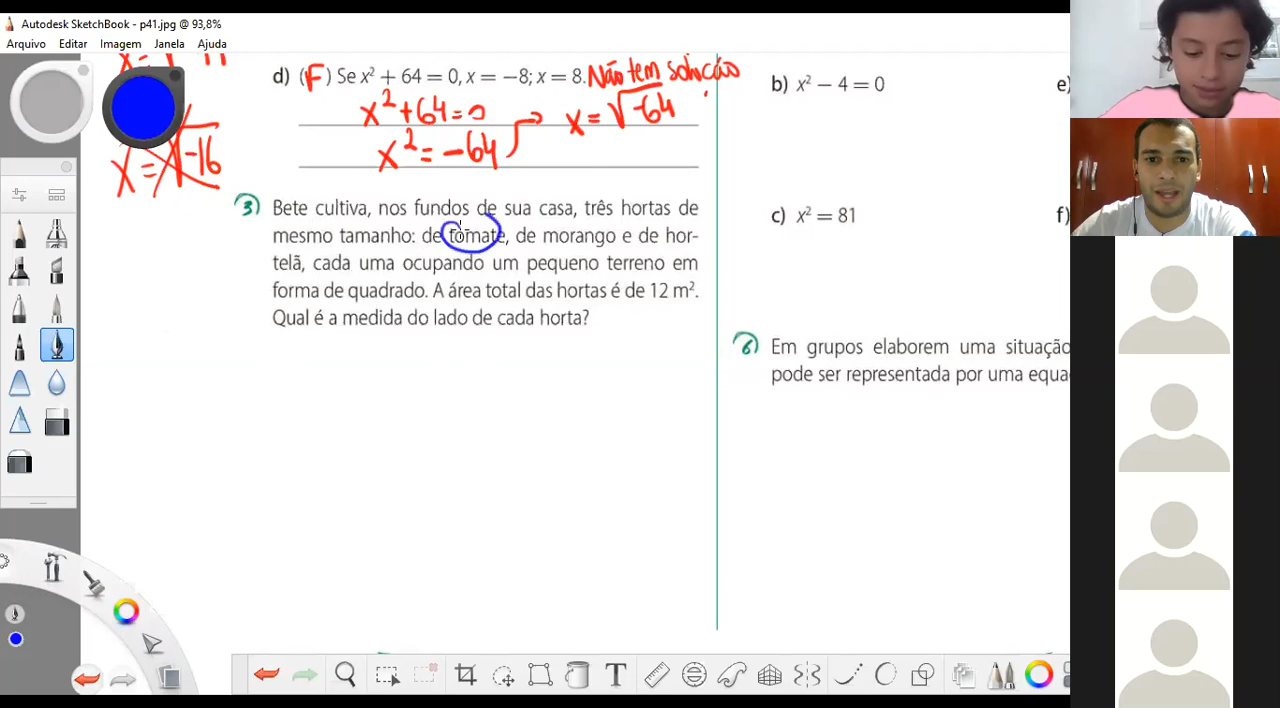 Autodesk SketchBook - p41.jpg @ 93,8%
Arquivo Editar Imagem Janela Ajuda
d) (F) Se x² + 64 = 0, x = −8; x = 8. Não tem solução
x² + 64 = 0
x = √-64
x² = -64
x = √-16
3 Bete cultiva, nos fundos de sua casa, três hortas de
mesmo tamanho: de tomate, de morango e de hor-
telã, cada uma ocupando um pequeno terreno em
forma de quadrado. A área total das hortas é de 12 m².
Qual é a medida do lado de cada horta?
b) x² − 4 = 0
e)
c) x² = 81
f)
6 Em grupos elaborem uma situação
pode ser representada por uma equa